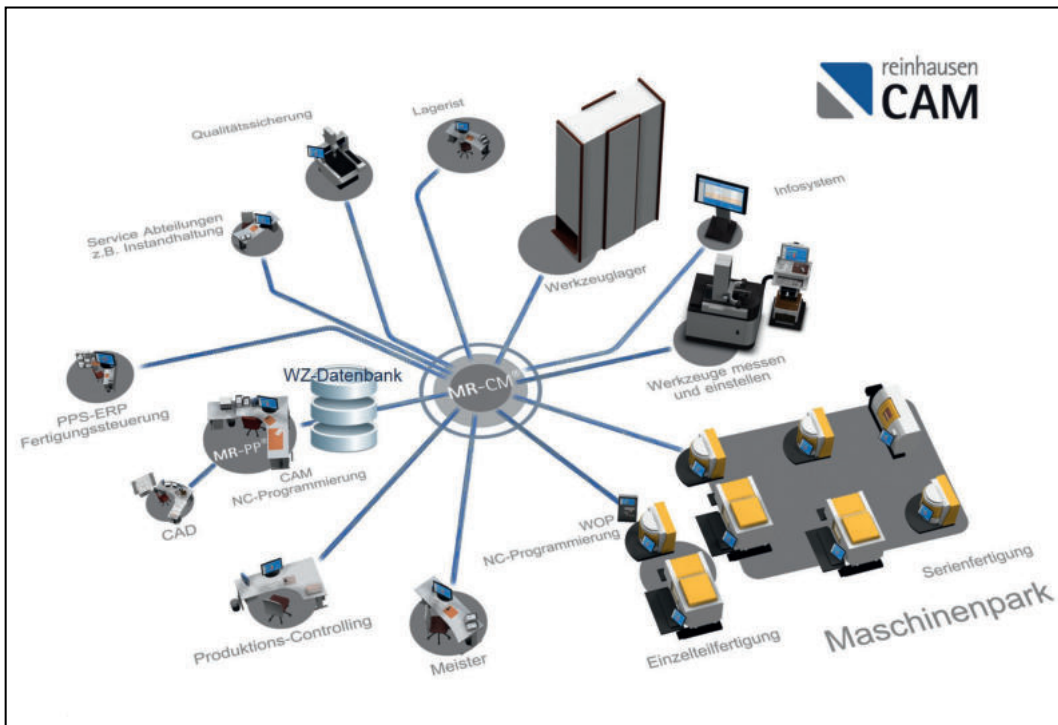 reinhausen
CAM
Lagerist
Qualitätssicherung
Infosystem
Service Abteilungen
z.B. Instandhaltung
Werkzeuglager
WZ-Datenbank
MR-CM®
Werkzeuge messen
und einstellen
PPS-ERP
Fertigungssteuerung
MR-PP®
CAM
NC-Programmierung
CAD
WOP
NC-Programmierung
Serienfertigung
Maschinenpark
Einzelteilfertigung
Produktions-Controlling
Meister